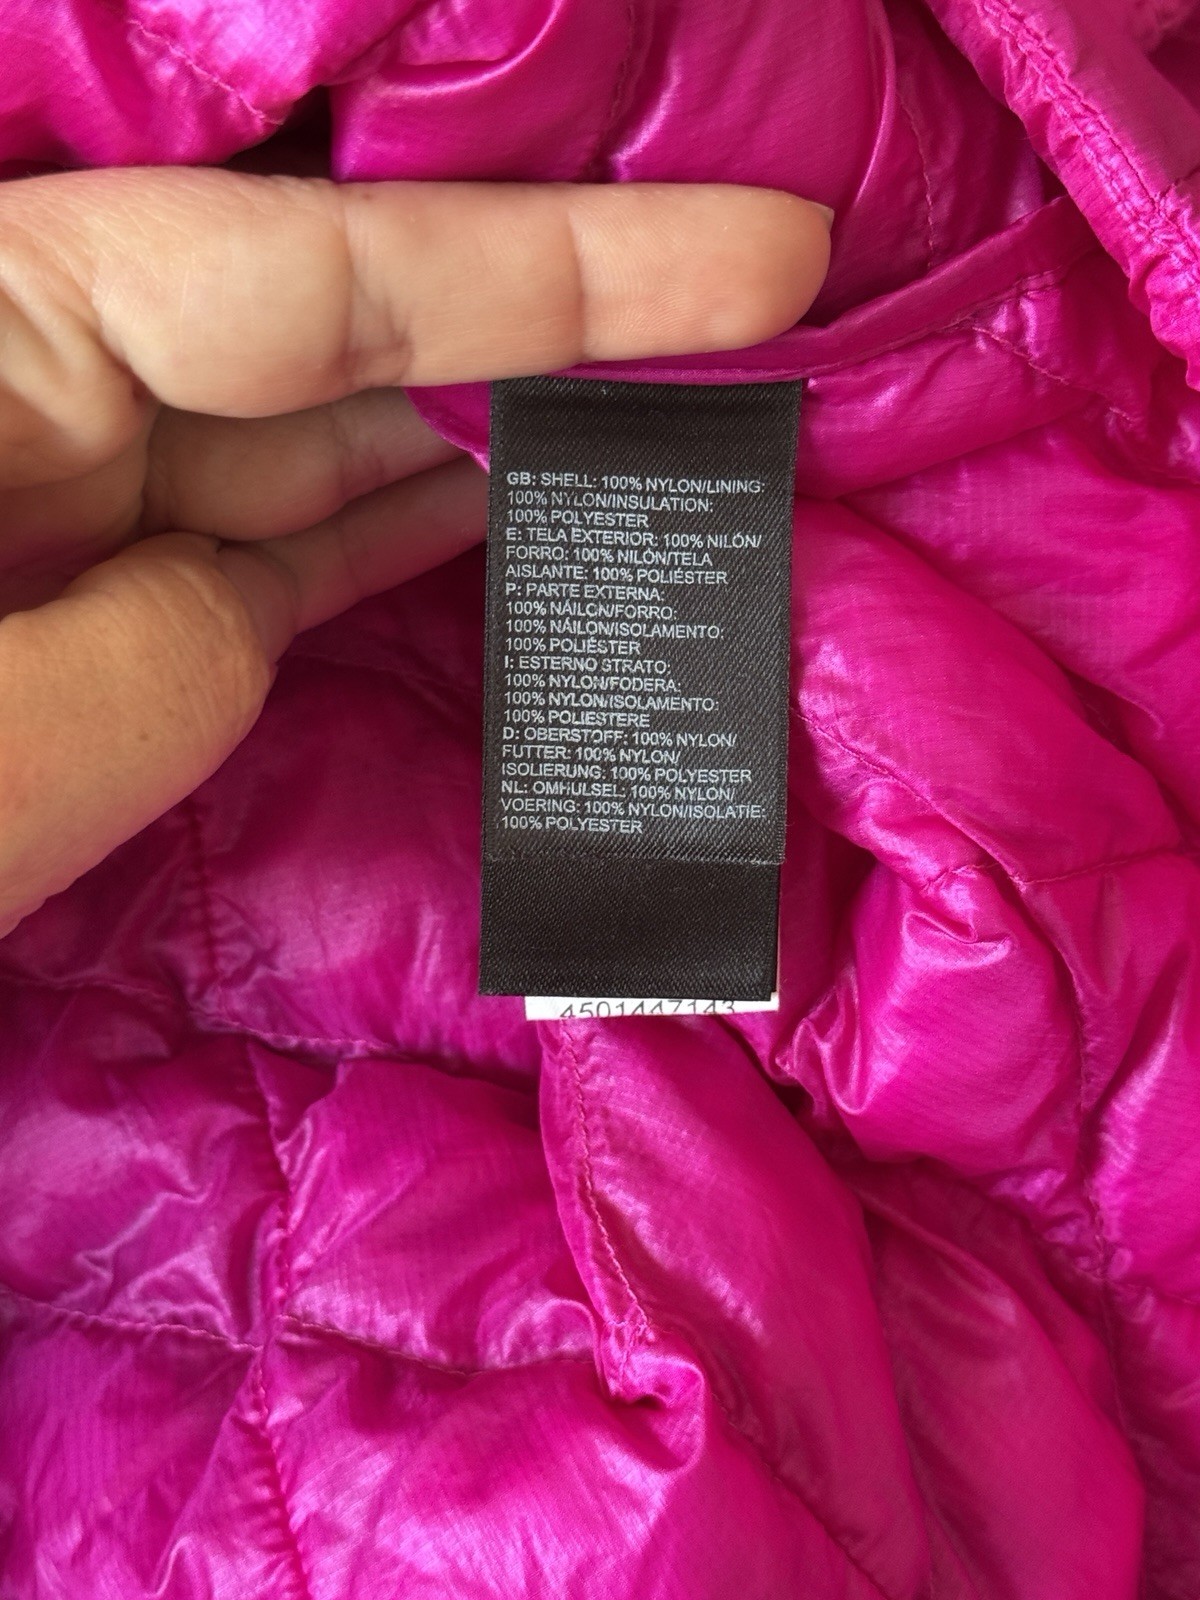 GB: SHELL: 100% NYLON/LINING:
100% NYLON/INSULATION:
100% POLYESTER
E: TELA EXTERIOR: 100% NILÓN/
FORRO: 100% NILÓN/TELA
AISLANTE: 100% POLIÉSTER
P: PARTE EXTERNA:
100% NÁILON/FORRO:
100% NÁILON/ISOLAMENTO:
100% POLIÉSTER
I: ESTERNO STRATO:
100% NYLON/FODERA:
100% NYLON/ISOLAMENTO:
100% POLIESTERE
D: OBERSTOFF: 100% NYLON/
FUTTER: 100% NYLON/
ISOLIERUNG: 100% POLYESTER
NL: OMHULSEL: 100% NYLON/
VOERING: 100% NYLON/ISOLATIE:
100% POLYESTER
4501447143